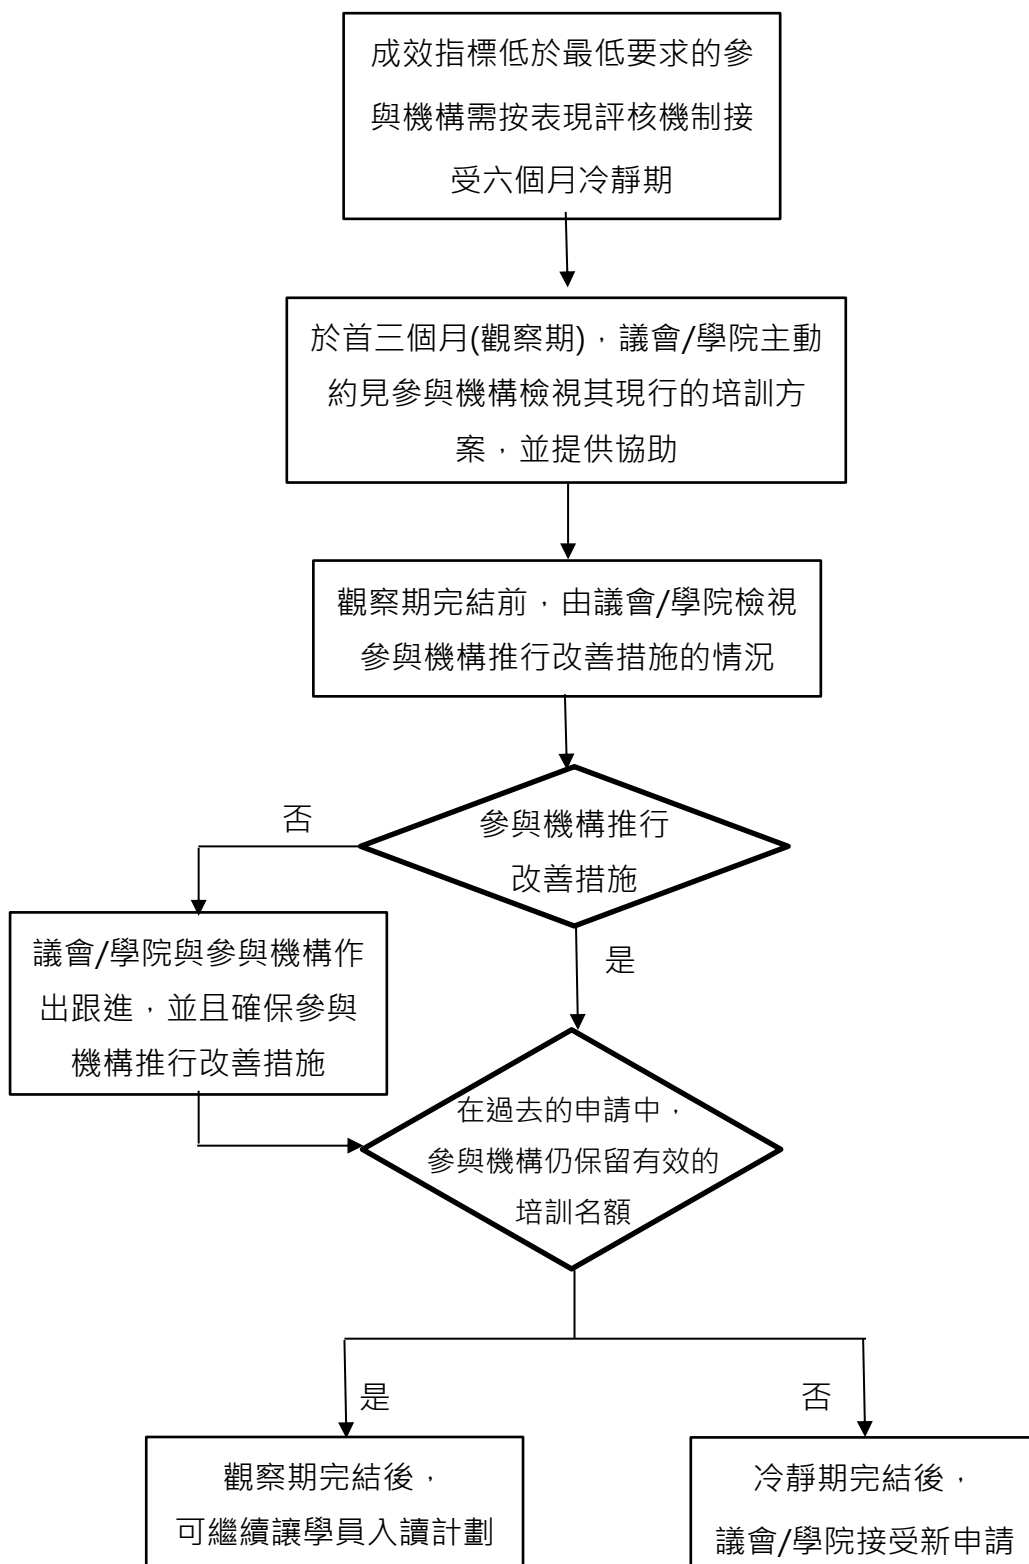 成效指標低於最低要求的參
與機構需按表現評核機制接
受六個月冷靜期
於首三個月(觀察期)，議會/學院主動
約見參與機構檢視其現行的培訓方
案，並提供協助
觀察期完結前，由議會/學院檢視
參與機構推行改善措施的情況
參與機構推行
改善措施
否
議會/學院與參與機構作
出跟進，並且確保參與
機構推行改善措施
是
在過去的申請中，
參與機構仍保留有效的
培訓名額
是
否
觀察期完結後，
可繼續讓學員入讀計劃
冷靜期完結後，
議會/學院接受新申請